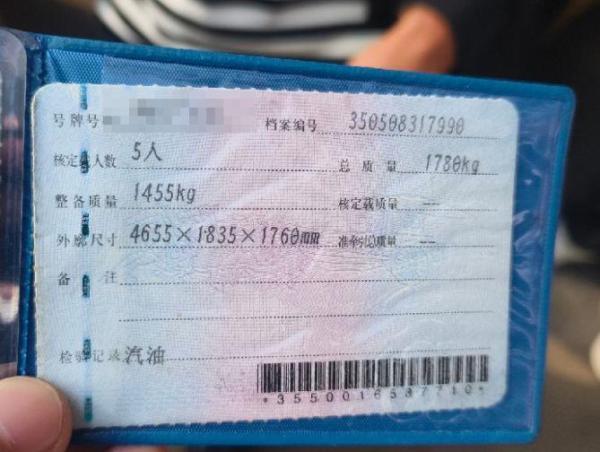 号牌号 档案编号 350508317990
核定 人数 5人 总质量 1780kg
整备质量 1455kg 核定载质量 --
外廓尺寸 4655×1835×1760mm 准牵引总质量 --
备注
检验记录 汽油
*3550016587710*